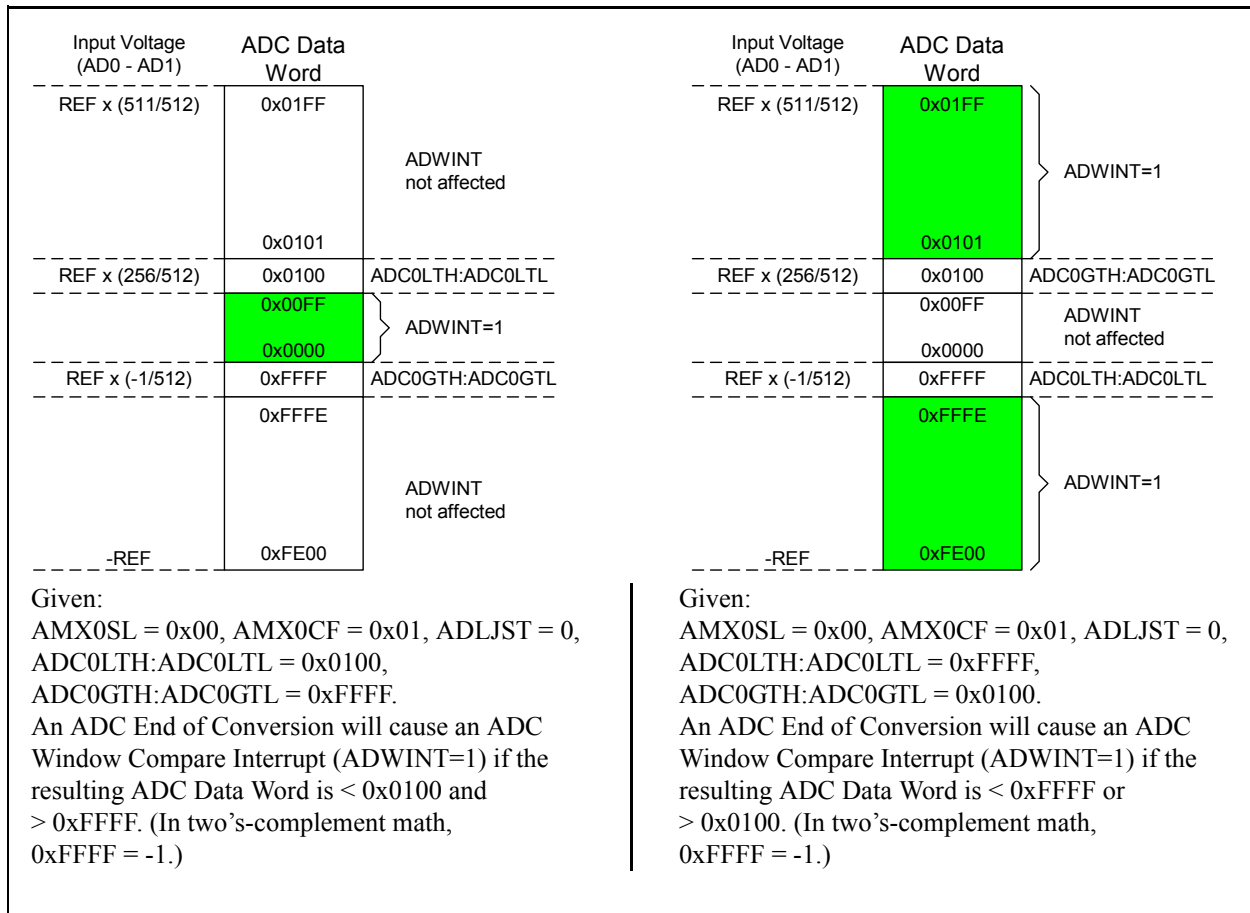 Input Voltage
(AD0 - AD1)
ADC Data
Word
REF x (511/512)
0x01FF
ADWINT
not affected
0x0101
REF x (256/512)
0x0100
ADC0LTH:ADC0LTL
0x00FF
ADWINT=1
0x0000
REF x (-1/512)
0xFFFF
ADC0GTH:ADC0GTL
0xFFFE
ADWINT
not affected
-REF
0xFE00
Given:
AMX0SL = 0x00, AMX0CF = 0x01, ADLJST = 0,
ADC0LTH:ADC0LTL = 0x0100,
ADC0GTH:ADC0GTL = 0xFFFF.
An ADC End of Conversion will cause an ADC
Window Compare Interrupt (ADWINT=1) if the
resulting ADC Data Word is < 0x0100 and
> 0xFFFF. (In two's-complement math,
0xFFFF = -1.)
Input Voltage
(AD0 - AD1)
ADC Data
Word
REF x (511/512)
0x01FF
ADWINT=1
0x0101
REF x (256/512)
0x0100
ADC0GTH:ADC0GTL
0x00FF
ADWINT
not affected
0x0000
REF x (-1/512)
0xFFFF
ADC0LTH:ADC0LTL
0xFFFE
ADWINT=1
-REF
0xFE00
Given:
AMX0SL = 0x00, AMX0CF = 0x01, ADLJST = 0,
ADC0LTH:ADC0LTL = 0xFFFF,
ADC0GTH:ADC0GTL = 0x0100.
An ADC End of Conversion will cause an ADC
Window Compare Interrupt (ADWINT=1) if the
resulting ADC Data Word is < 0xFFFF or
> 0x0100. (In two's-complement math,
0xFFFF = -1.)